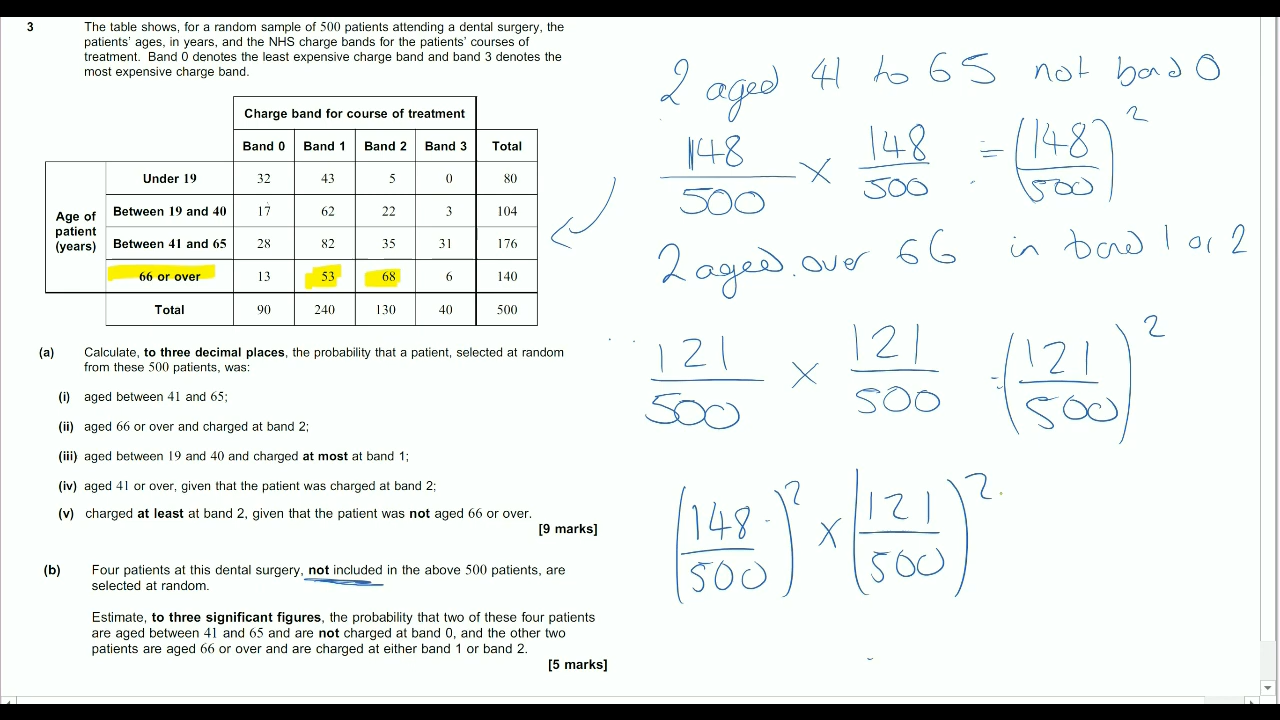 3 The table shows, for a random sample of 500 patients attending a dental surgery, the
patients' ages, in years, and the NHS charge bands for the patients' courses of
treatment. Band 0 denotes the least expensive charge band and band 3 denotes the
most expensive charge band.
Charge band for course of treatment
Band 0 Band 1 Band 2 Band 3 Total
Age of patient (years)
Under 19 32 43 5 0 80
Between 19 and 40 17 62 22 3 104
Between 41 and 65 28 82 35 31 176
66 or over 13 53 68 6 140
Total 90 240 130 40 500
(a) Calculate, to three decimal places, the probability that a patient, selected at random
from these 500 patients, was:
(i) aged between 41 and 65;
(ii) aged 66 or over and charged at band 2;
(iii) aged between 19 and 40 and charged at most at band 1;
(iv) aged 41 or over, given that the patient was charged at band 2;
(v) charged at least at band 2, given that the patient was not aged 66 or over.
[9 marks]
(b) Four patients at this dental surgery, not included in the above 500 patients, are
selected at random.
Estimate, to three significant figures, the probability that two of these four patients
are aged between 41 and 65 and are not charged at band 0, and the other two
patients are aged 66 or over and are charged at either band 1 or band 2.
[5 marks]
2 aged 41 to 65 not band 0
148/500 × 148/500 = (148/500)²
2 aged over 66 in band 1 or 2
121/500 × 121/500 = (121/500)²
(148/500)² × (121/500)²